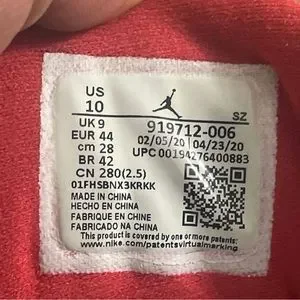 US
10
SZ
UK 9
EUR 44
cm 28
BR 42
CN 280(2.5)
919712-006
02/05/20 04/23/20
UPC 00194276400883
01FHSBNX3KRKK
MADE IN CHINA
HECHO EN CHINA
FABRIQUE EN CHINE
FABRICADO NA CHINA
This product is covered by one or more
U.S. patents. See
www.nike.com/patentsvirtualmarking